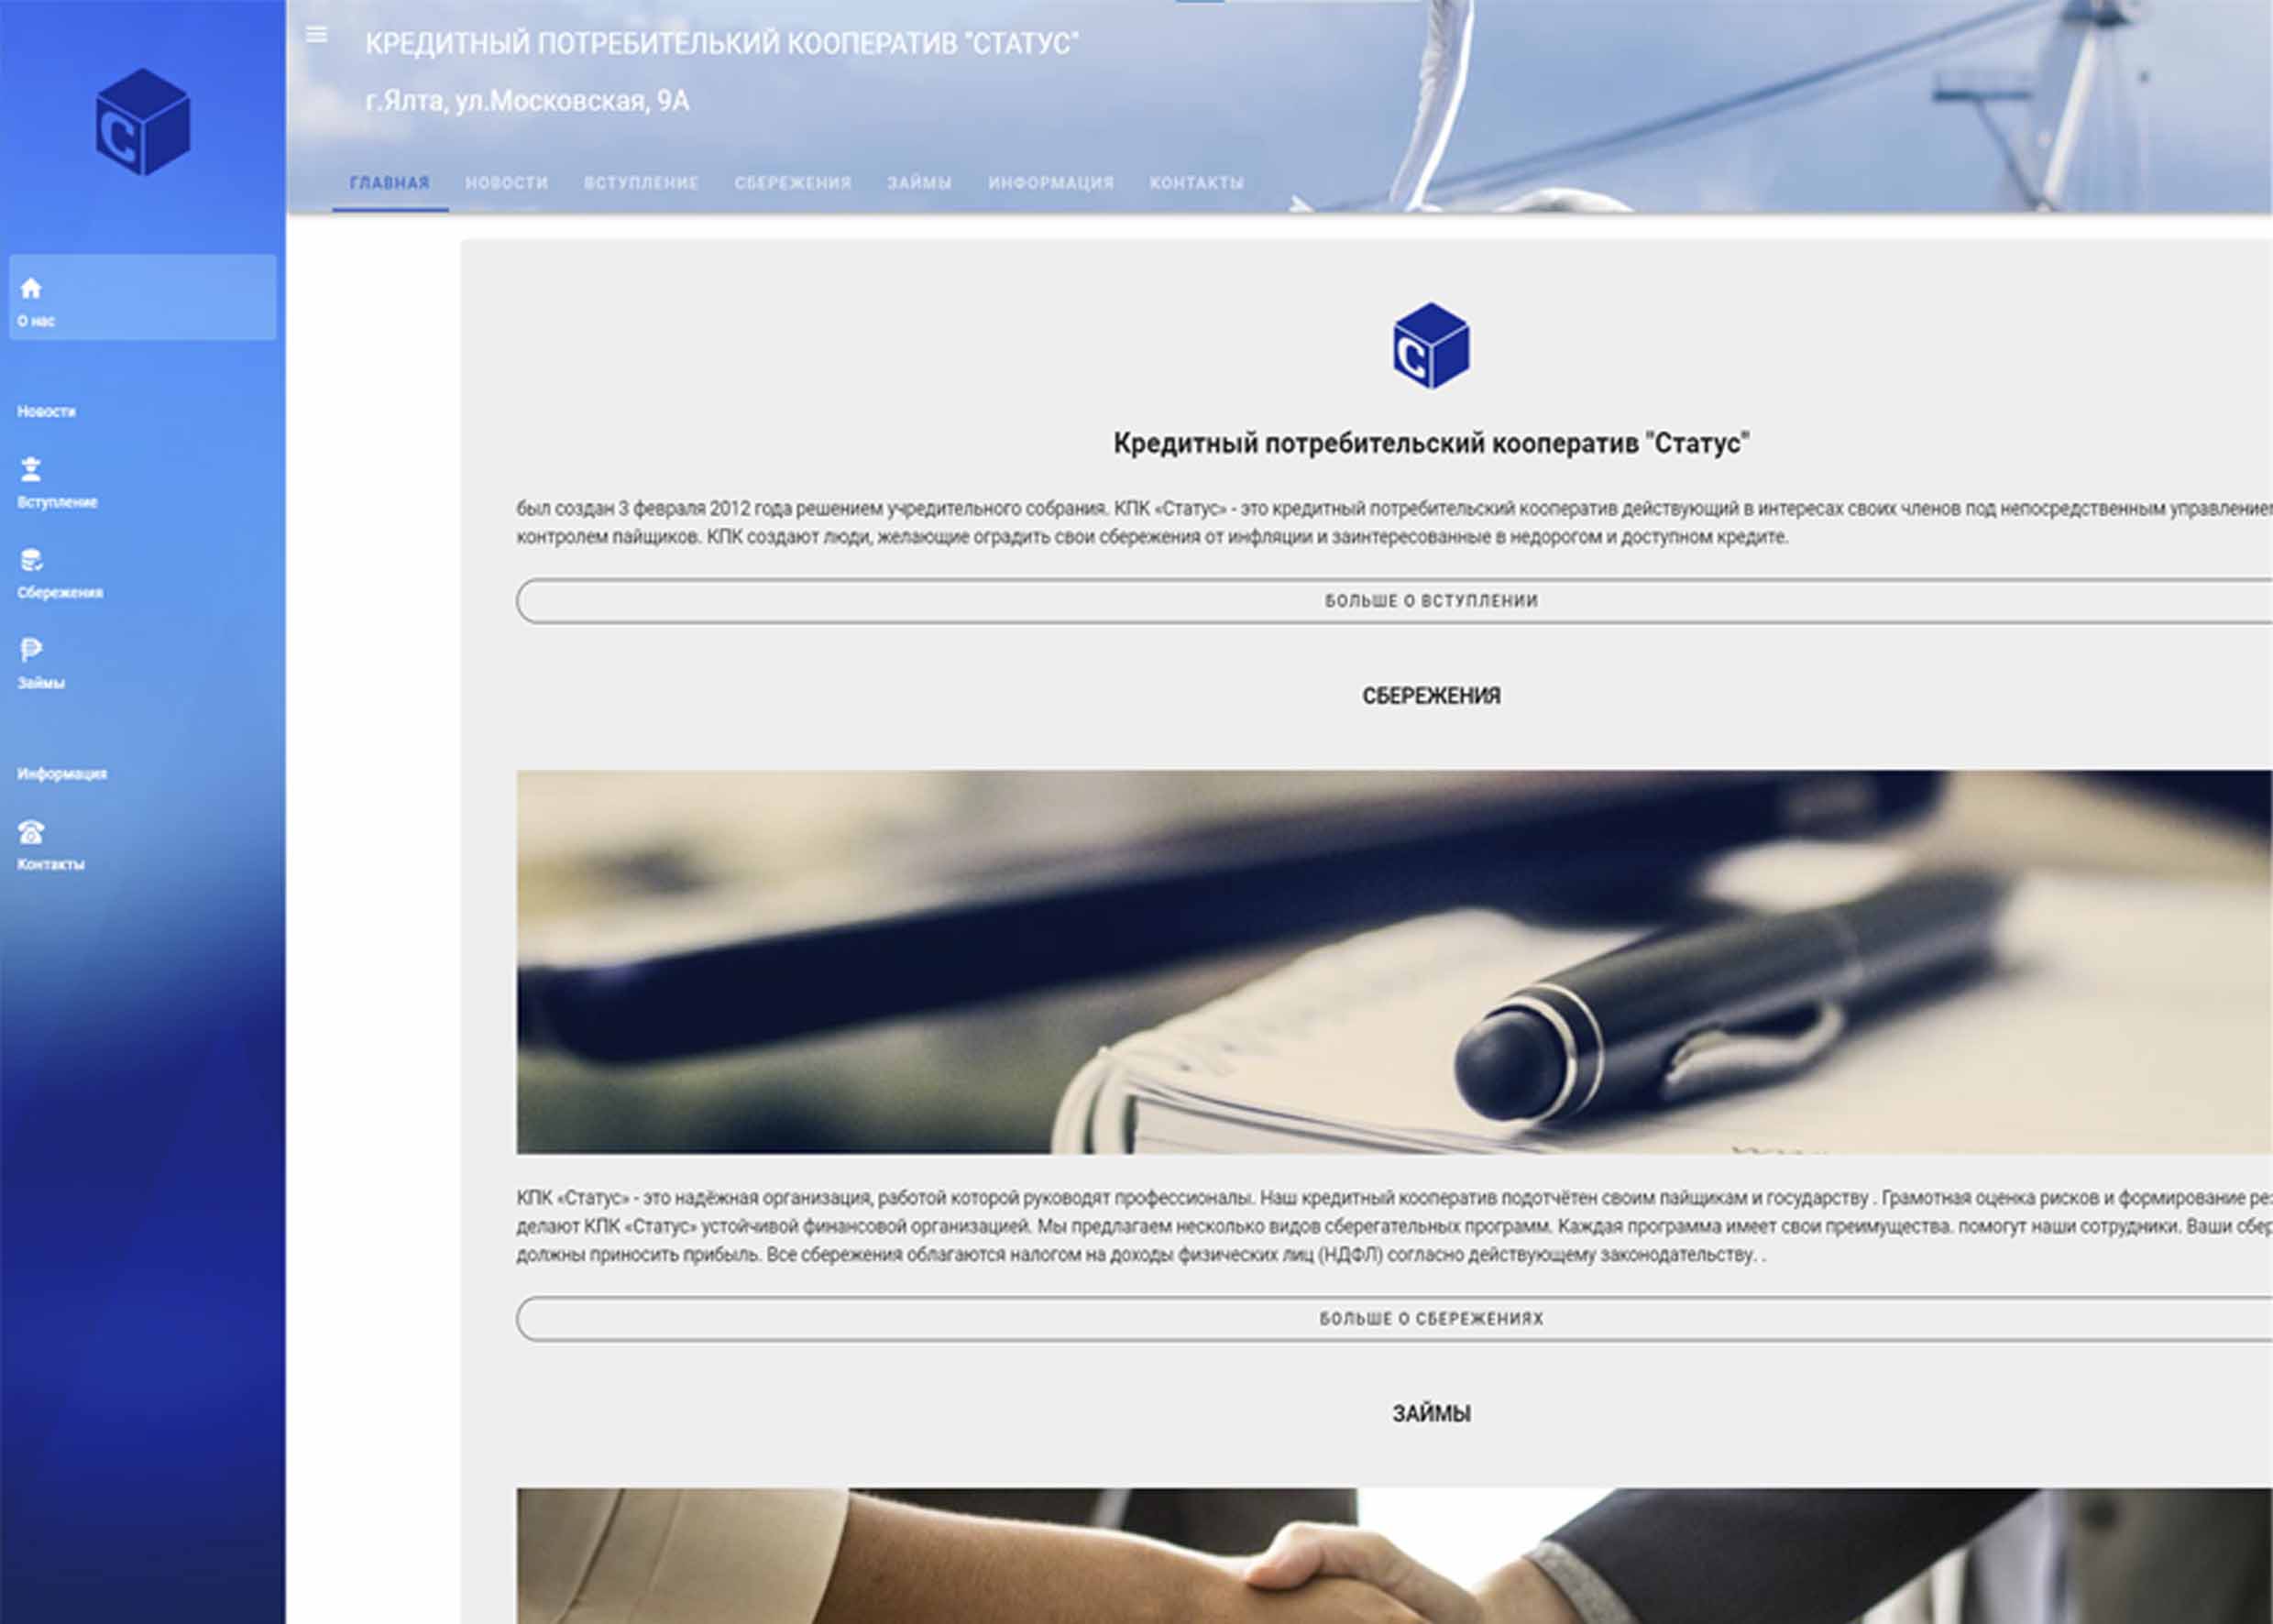 КРЕДИТНЫЙ ПОТРЕБИТЕЛЬКИЙ КООПЕРАТИВ "СТАТУС"
г.Ялта, ул.Московская, 9А
ГЛАВНАЯ НОВОСТИ ВСТУПЛЕНИЕ СБЕРЕЖЕНИЯ ЗАЙМЫ ИНФОРМАЦИЯ КОНТАКТЫ
С
О нас
Новости
Вступление
Сбережения
Займы
Информация
Контакты
С
Кредитный потребительский кооператив "Статус"
был создан 3 февраля 2012 года решением учредительного собрания. КПК «Статус» - это кредитный потребительский кооператив действующий в интересах своих членов под непосредственным
контролем пайщиков. КПК создают люди, желающие оградить свои сбережения от инфляции и заинтересованные в недорогом и доступном кредите.
БОЛЬШЕ О ВСТУПЛЕНИИ
СБЕРЕЖЕНИЯ
КПК «Статус» - это надёжная организация, работой которой руководят профессионалы. Наш кредитный кооператив подотчётен своим пайщикам и государству . Грамотная оценка рисков и формирование
делают КПК «Статус» устойчивой финансовой организацией. Мы предлагаем несколько видов сберегательных программ. Каждая программа имеет свои преимущества. помогут наши сотрудники. Ваши
должны приносить прибыль. Все сбережения облагаются налогом на доходы физических лиц (НДФЛ) согласно действующему законодательству. .
БОЛЬШЕ О СБЕРЕЖЕНИЯХ
ЗАЙМЫ